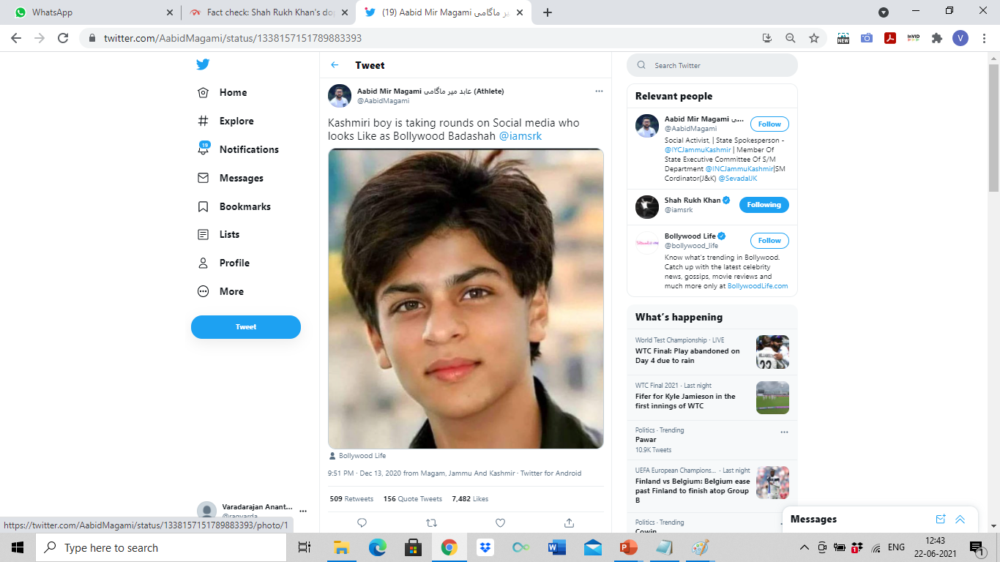 WhatsApp
Fact check: Shah Rukh Khan's dop
(19) Aabid Mir Magami عابد میر ماگامی
twitter.com/AabidMagami/status/1338157151789883393
NEW
InVID
V
Home
Explore
19
Notifications
Messages
Bookmarks
Lists
Profile
More
Tweet
Varadarajan Anant...
@ragvarda
https://twitter.com/AabidMagami/status/1338157151789883393/photo/1
Tweet
Aabid Mir Magami عابد میر ماگامی (Athlete)
@AabidMagami
Kashmiri boy is taking rounds on Social media who
looks Like as Bollywood Badashah @iamsrk
Bollywood Life
9:51 PM · Dec 13, 2020 from Magam, Jammu And Kashmir · Twitter for Android
509 Retweets 156 Quote Tweets 7,482 Likes
Search Twitter
Relevant people
Aabid Mir Magami ی...
@AabidMagami
Follow
Social Activist, | State Spokesperson -
@IYCJammuKashmir | Member Of
State Executive Committee Of S/M
Department @INCJammuKashmir|SM
Cordinator(J&K) @SevadalJK
Shah Rukh Khan
@iamsrk
Following
Bollywood Life
@bollywood_life
Follow
Know what's trending in Bollywood.
Catch up with the latest celebrity
news, gossips, movie reviews and
much more only at BollywoodLife.com
What's happening
World Test Championship · LIVE
WTC Final: Play abandoned on
Day 4 due to rain
WTC Final 2021 · Last night
Fifer for Kyle Jamieson in the
first innings of WTC
Politics · Trending
Pawar
10.9K Tweets
UEFA European Champions... · Last night
Finland vs Belgium: Belgium ease
past Finland to finish atop Group
B
Politics · Trending
Cowin
Messages
Type here to search
ENG
12:43
22-06-2021
1